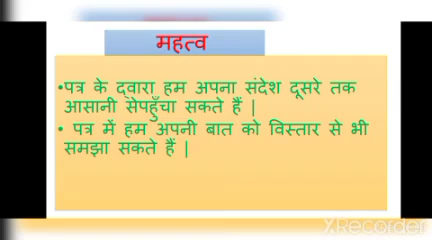 महत्व
•पत्र के द्वारा हम अपना संदेश दूसरे तक
आसानी सेपहुँचा सकते हैं |
• पत्र में हम अपनी बात को विस्तार से भी
समझा सकते हैं |
XRecorder